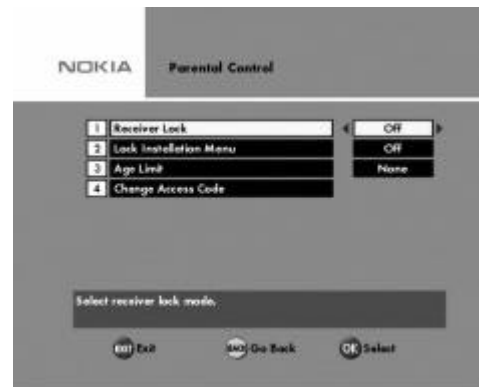 NOKIA Parental Control
1 Receiver Lock Off
2 Lock Installation Menu Off
3 Age Limit None
4 Change Access Code
Select receiver lock mode.
EXIT Exit BACK Go Back OK Select